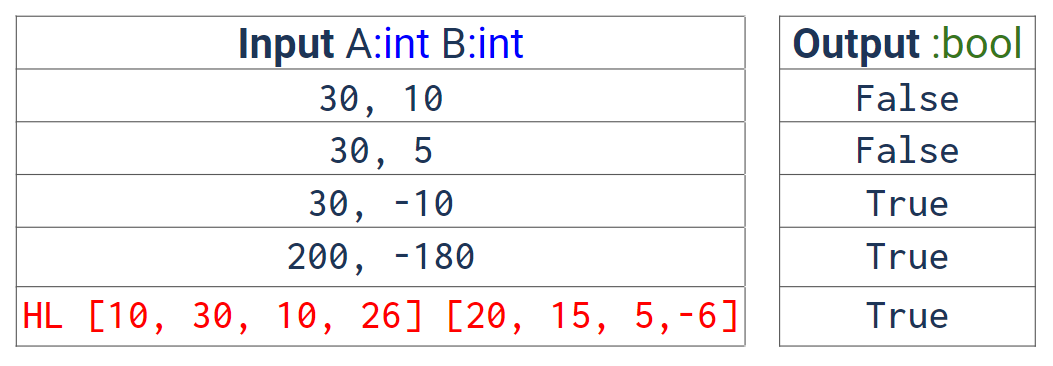 Input A:int B:int Output :bool
30, 10 False
30, 5 False
30, -10 True
200, -180 True
HL [10, 30, 10, 26] [20, 15, 5,-6] True